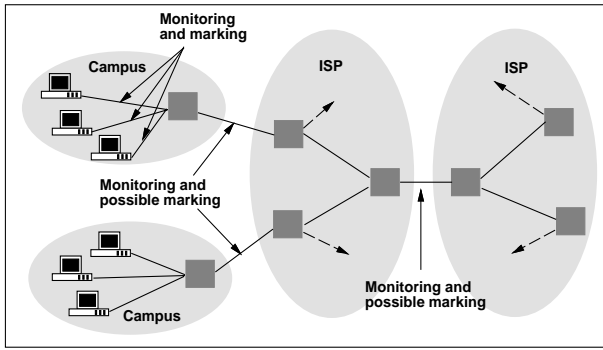 Monitoring
and marking
Campus
ISP
ISP
Monitoring and
possible marking
Monitoring and
possible marking
Campus